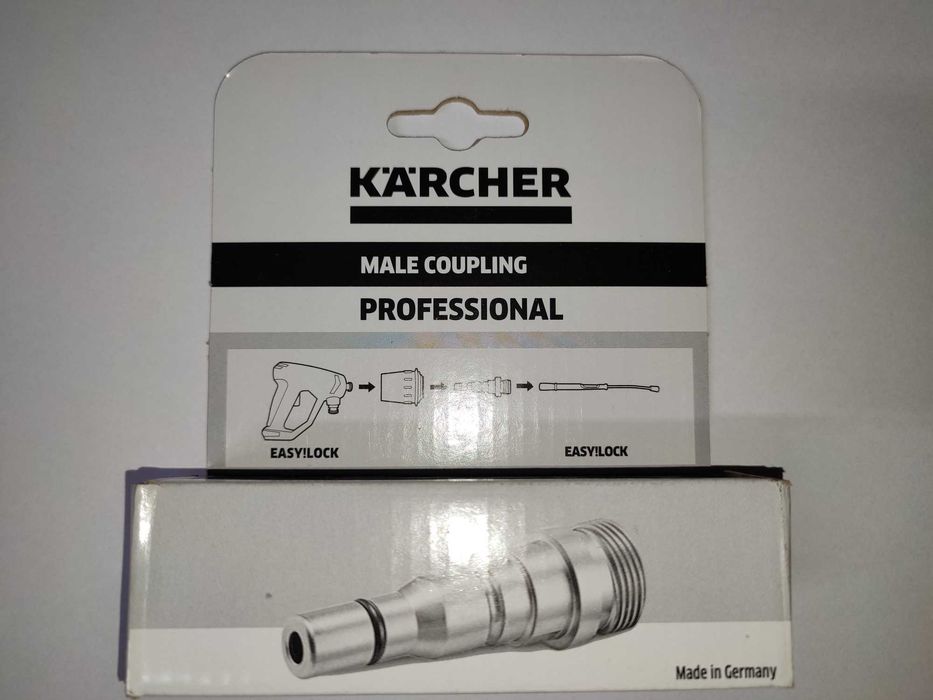 KÄRCHER
MALE COUPLING
PROFESSIONAL
EASY!LOCK
EASY!LOCK
Made in Germany